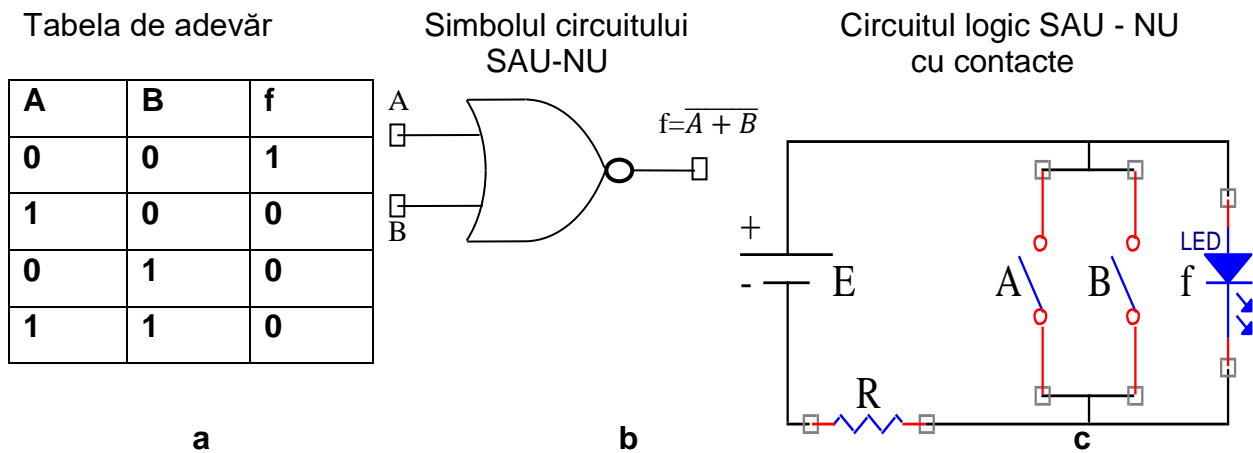 Tabela de adevăr
A B f
0 0 1
1 0 0
0 1 0
1 1 0
a
Simbolul circuitului
SAU-NU
A
f=\overline{A + B}
B
b
Circuitul logic SAU - NU
cu contacte
+
- E
A
B
LED
f
R
c